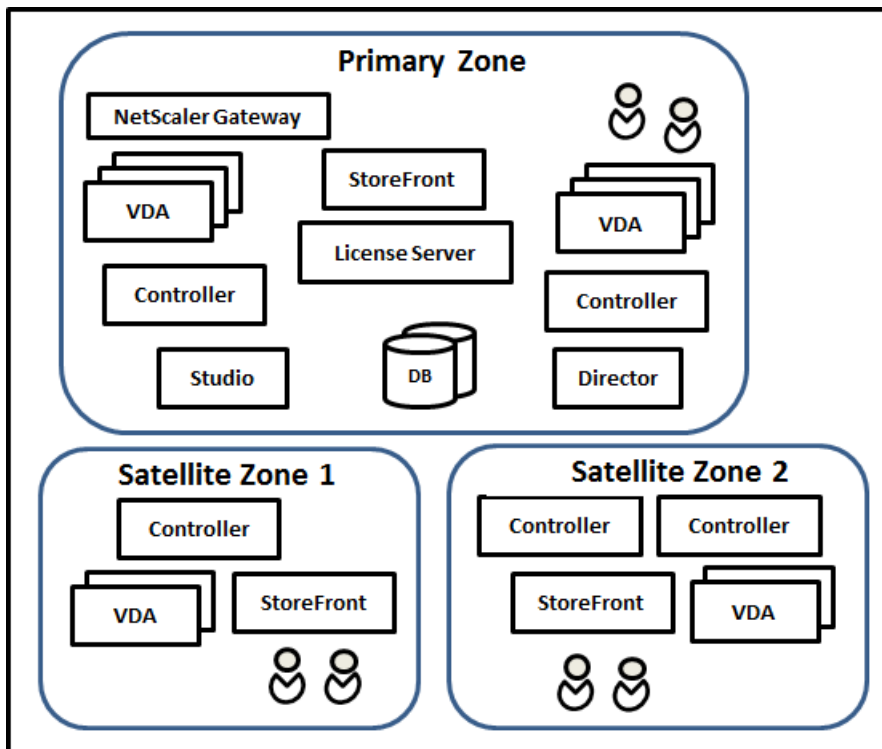 Primary Zone
NetScaler Gateway
StoreFront
VDA
VDA
License Server
Controller
Controller
Studio
DB
Director
Satellite Zone 1
Controller
VDA
StoreFront
Satellite Zone 2
Controller
Controller
StoreFront
VDA